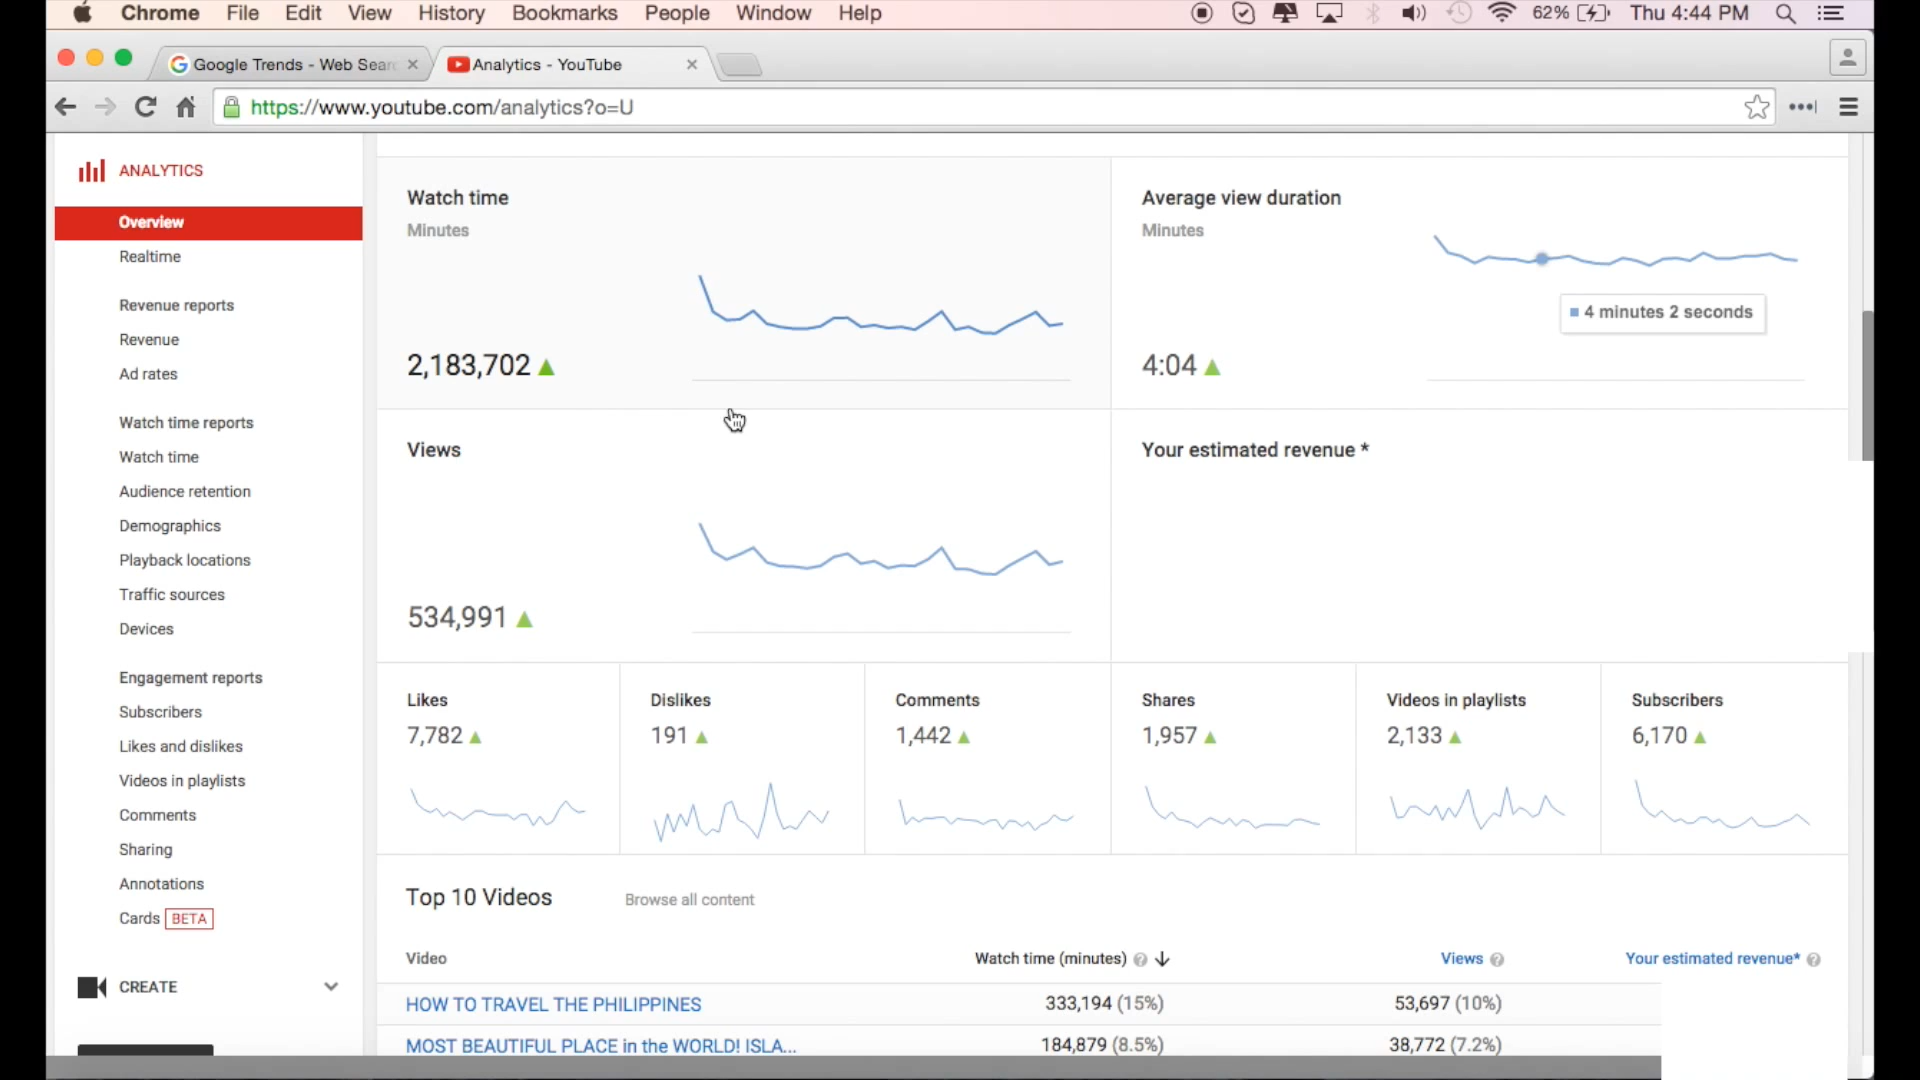 Chrome File Edit View History Bookmarks People Window Help 62% Thu 4:44 PM
Google Trends - Web Sear
Analytics - YouTube
https://www.youtube.com/analytics?o=U
ANALYTICS
Overview
Realtime
Revenue reports
Revenue
Ad rates
Watch time reports
Watch time
Audience retention
Demographics
Playback locations
Traffic sources
Devices
Engagement reports
Subscribers
Likes and dislikes
Videos in playlists
Comments
Sharing
Annotations
Cards BETA
CREATE
Watch time
Minutes
2,183,702
Average view duration
Minutes
4 minutes 2 seconds
4:04
Views
534,991
Your estimated revenue *
Likes
7,782
Dislikes
191
Comments
1,442
Shares
1,957
Videos in playlists
2,133
Subscribers
6,170
Top 10 Videos Browse all content
Video Watch time (minutes) ? Views ? Your estimated revenue* ?
HOW TO TRAVEL THE PHILIPPINES 333,194 (15%) 53,697 (10%)
MOST BEAUTIFUL PLACE in the WORLD! ISLA... 184,879 (8.5%) 38,772 (7.2%)